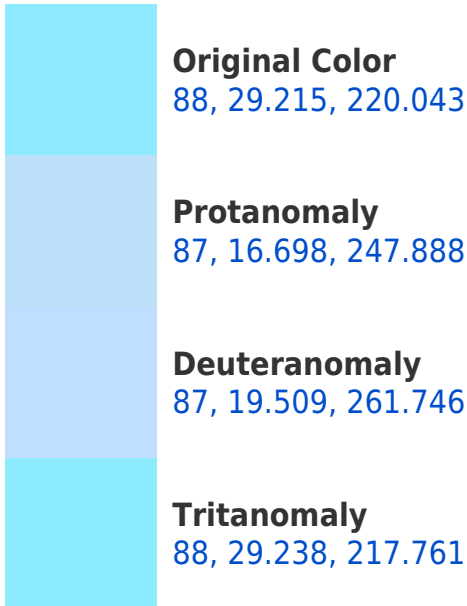 Original Color
88, 29.215, 220.043
Protanomaly
87, 16.698, 247.888
Deuteranomaly
87, 19.509, 261.746
Tritanomaly
88, 29.238, 217.761